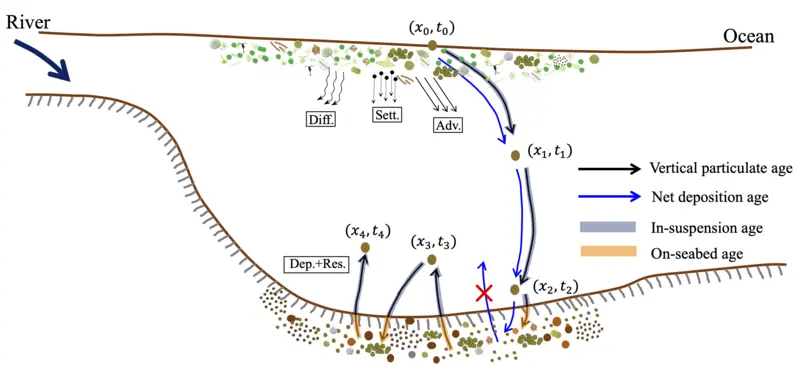 River
(x₀, t₀)
Ocean
Diff.
Sett.
Adv.
(x₁, t₁)
Vertical particulate age
Net deposition age
In-suspension age
On-seabed age
(x₄, t₄)
(x₃, t₃)
Dep.+Res.
(x₂, t₂)